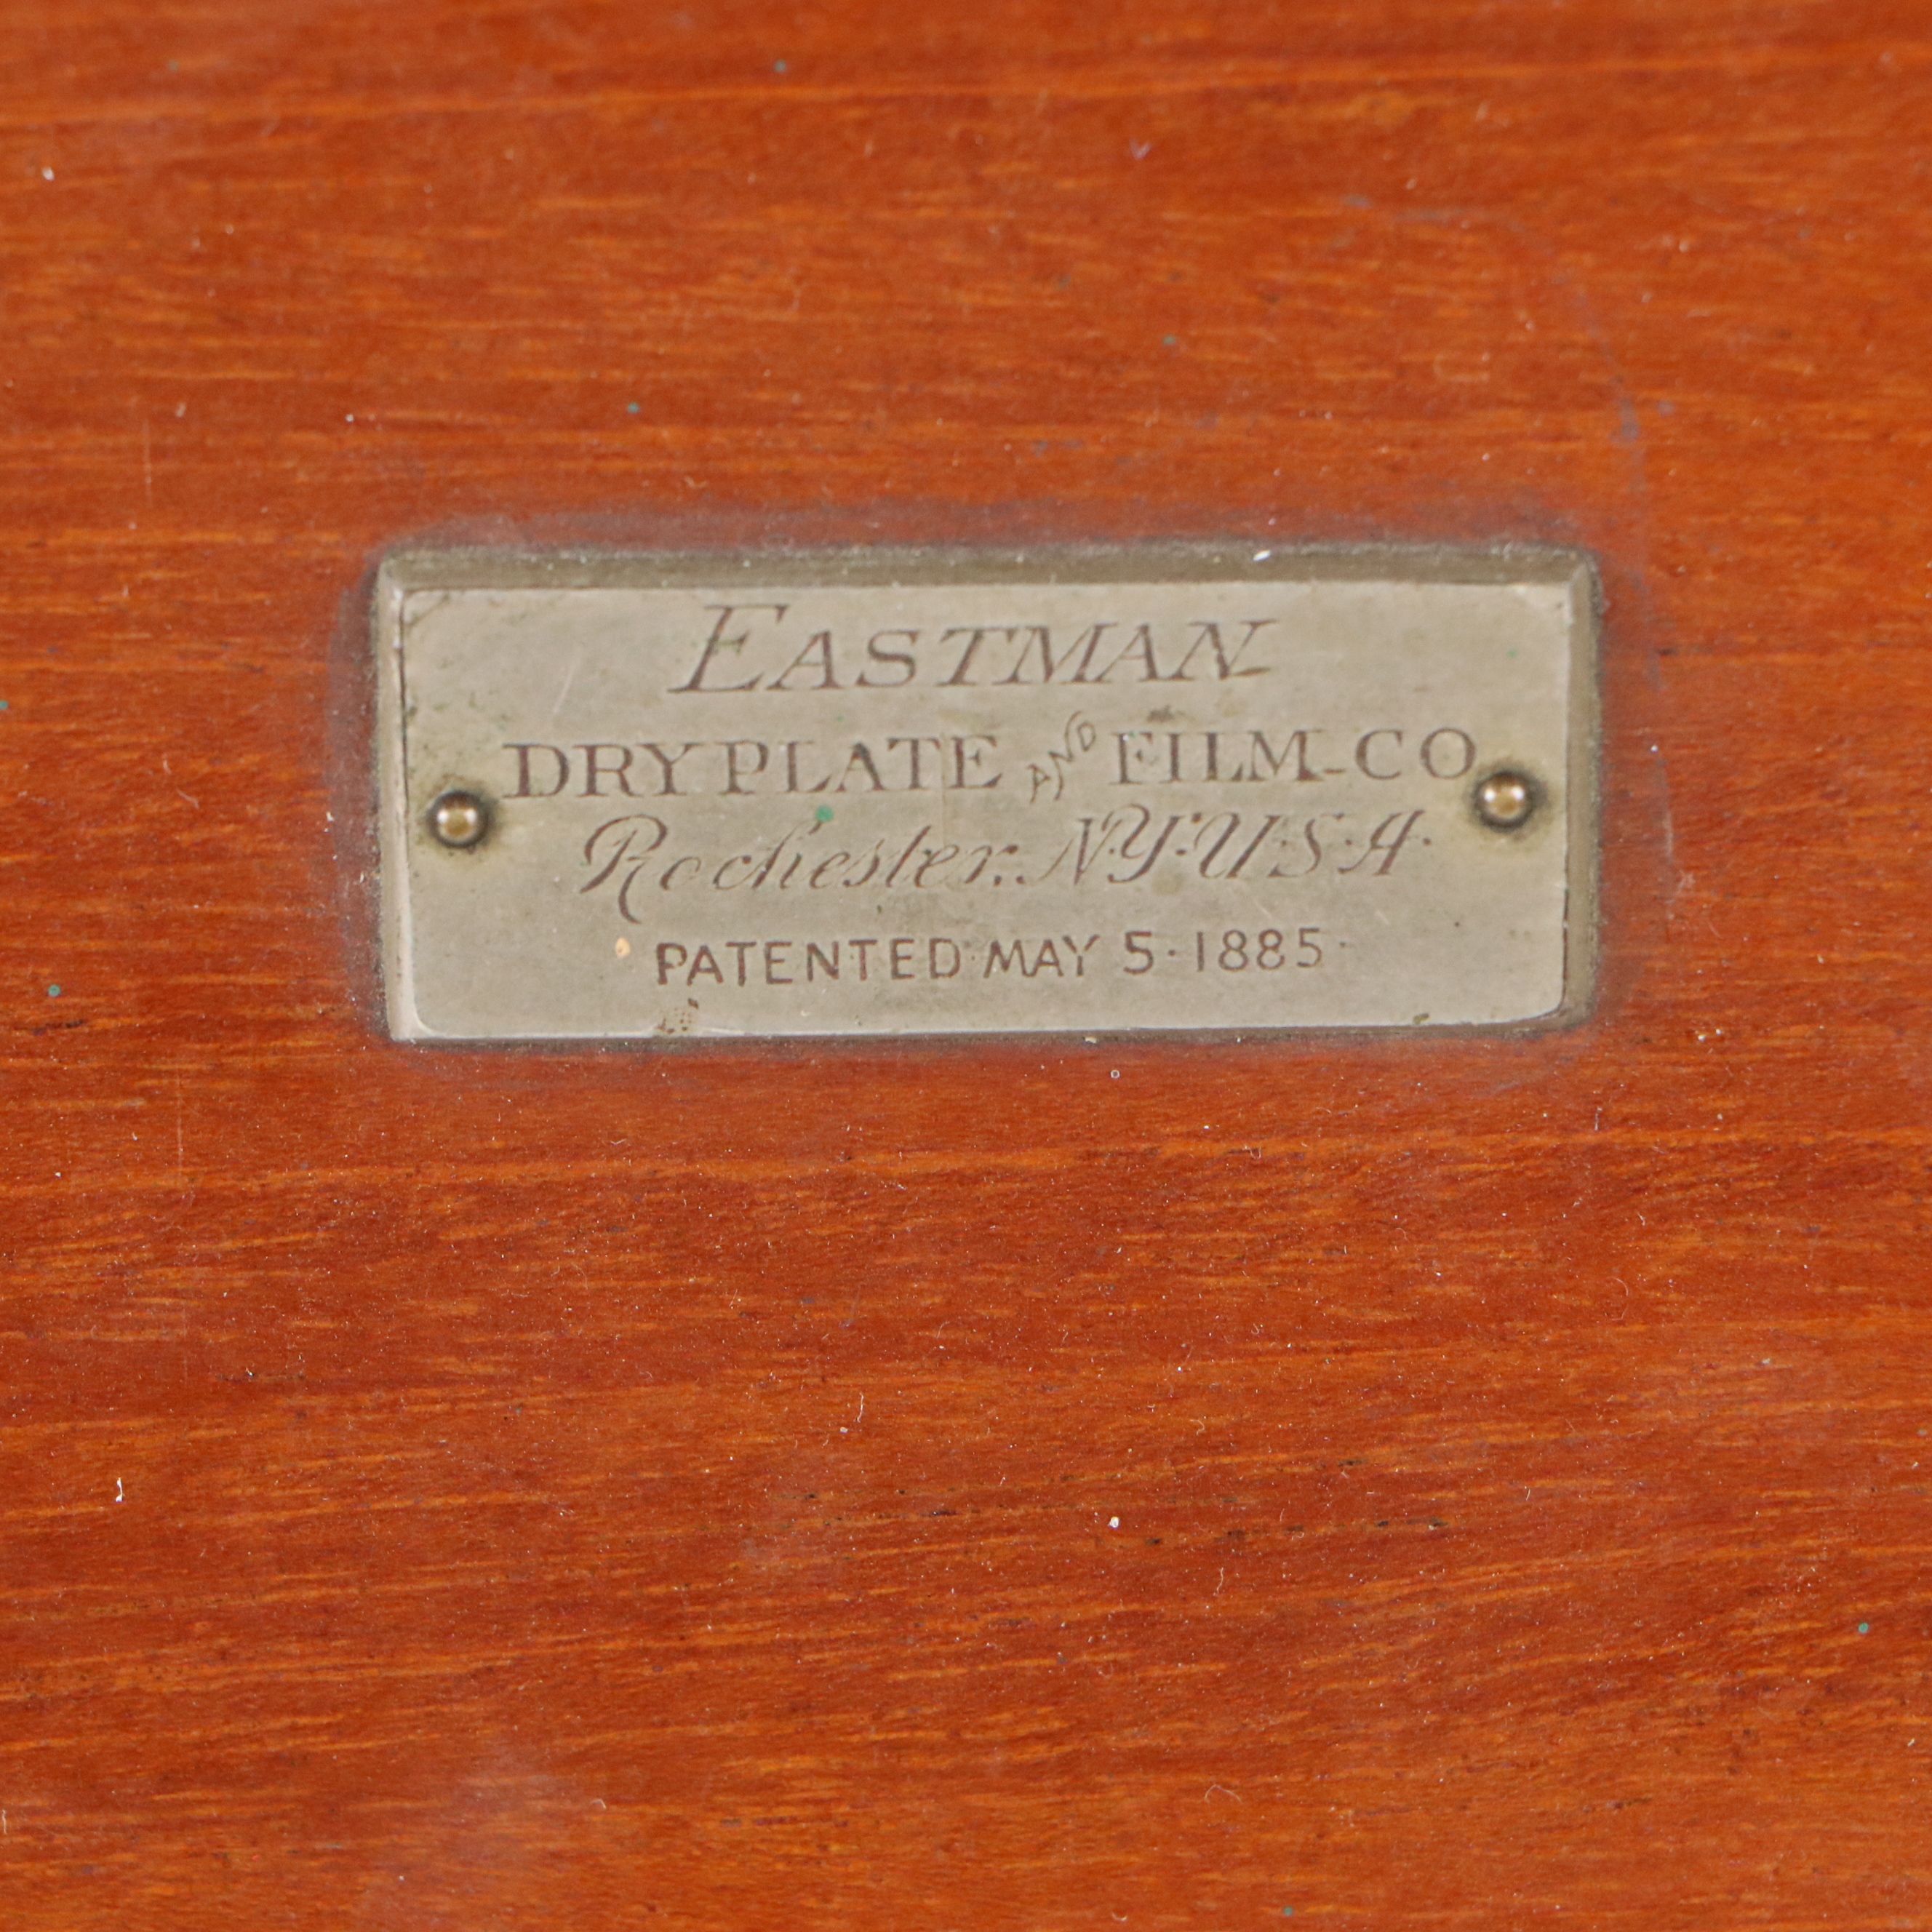 EASTMAN
DRY PLATE AND FILM-CO
Rochester. N.Y. U.S.A.
PATENTED·MAY 5·1885·